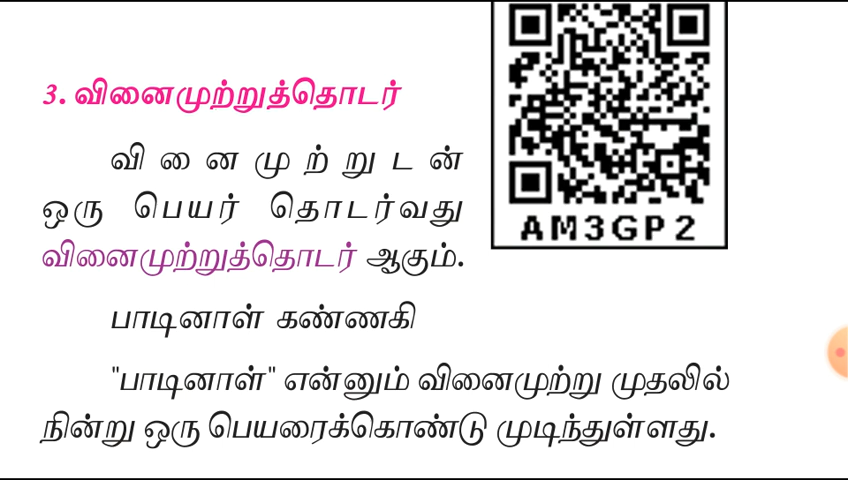 3. வினைமுற்றுத்தொடர்
வினைமுற்றுடன்
ஒரு பெயர் தொடர்வது
வினைமுற்றுத்தொடர் ஆகும்.
பாடினாள் கண்ணகி
"பாடினாள்" என்னும் வினைமுற்று முதலில்
நின்று ஒரு பெயரைக்கொண்டு முடிந்துள்ளது.
AM3GP2